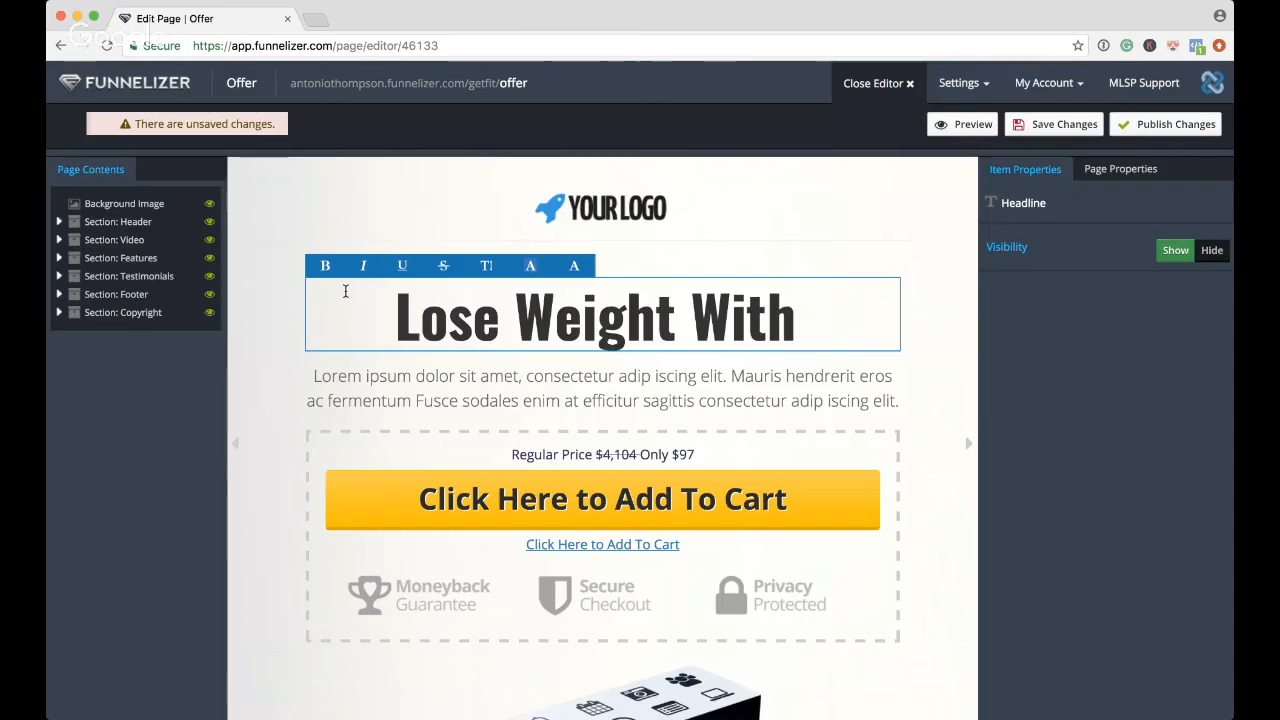 Edit Page | Offer
Google
Secure https://app.funnelizer.com/page/editor/46133
FUNNELIZER Offer antoniothompson.funnelizer.com/getfit/offer Close Editor Settings My Account MLSP Support
There are unsaved changes. Preview Save Changes Publish Changes
Page Contents
Background Image
Section: Header
Section: Video
Section: Features
Section: Testimonials
Section: Footer
Section: Copyright
YOUR LOGO
B I U S T A A
Lose Weight With
Lorem ipsum dolor sit amet, consectetur adip iscing elit. Mauris hendrerit eros
ac fermentum Fusce sodales enim at efficitur sagittis consectetur adip iscing elit.
Regular Price $4,104 Only $97
Click Here to Add To Cart
Click Here to Add To Cart
Moneyback
Guarantee
Secure
Checkout
Privacy
Protected
Item Properties Page Properties
T Headline
Visibility Show Hide